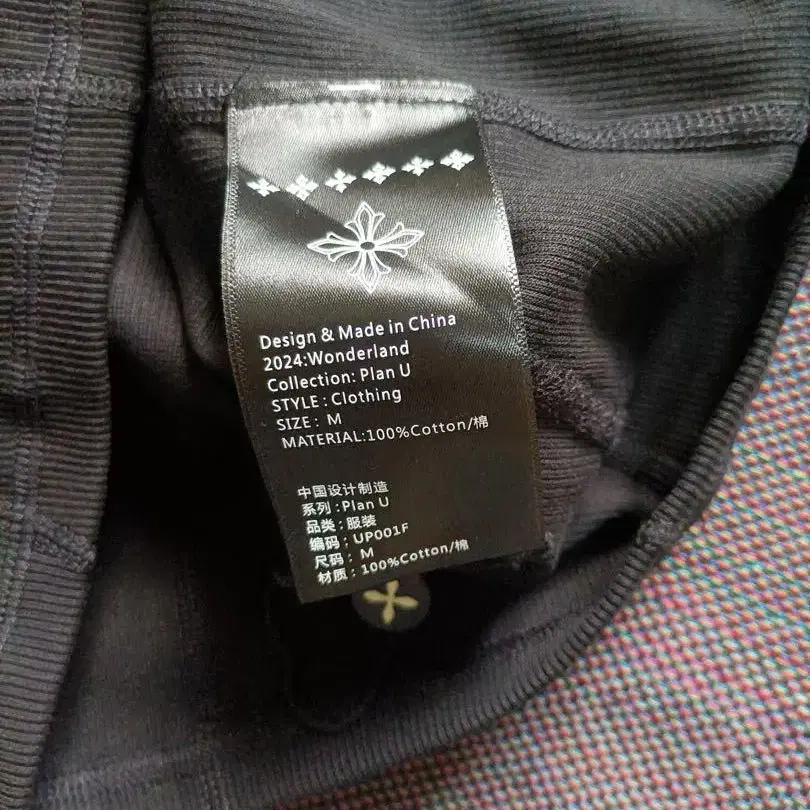 Design & Made in China
2024:Wonderland
Collection: Plan U
STYLE : Clothing
SIZE : M
MATERIAL:100%Cotton/棉
中国设计制造
系列 : Plan U
品类 : 服装
编码 : UP001F
尺码 : M
材质 : 100%Cotton/棉